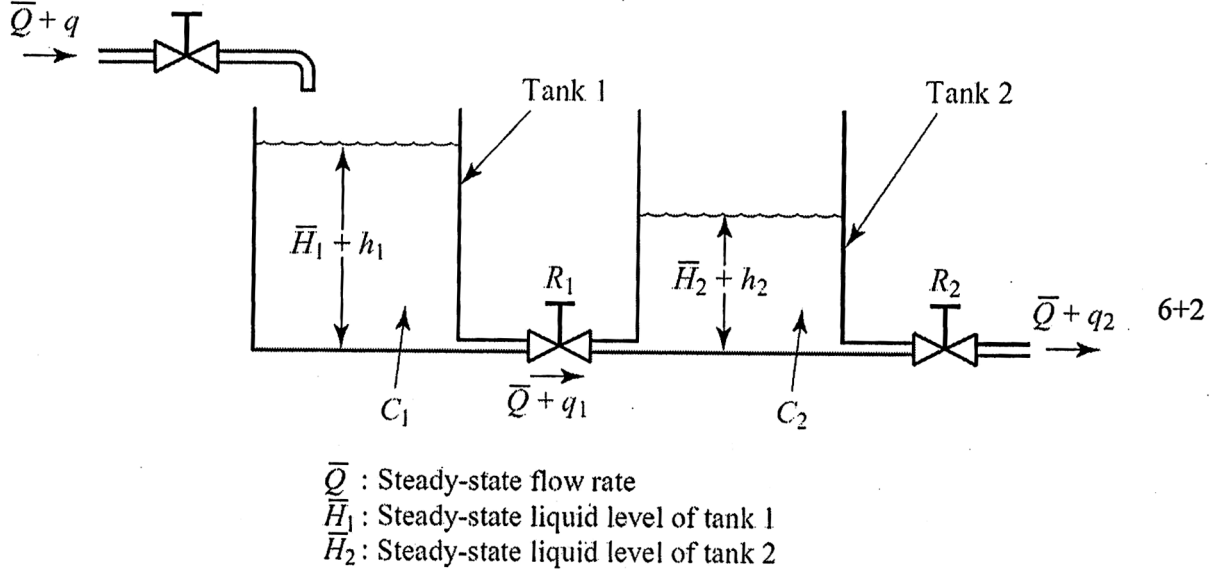 Q̅ + q
Tank 1
Tank 2
H̅₁ + h₁
R₁
H̅₂ + h₂
R₂
Q̅ + q₂
6+2
Q̅ + q₁
C₁
C₂
Q̅ : Steady-state flow rate
H̅₁ : Steady-state liquid level of tank 1
H̅₂ : Steady-state liquid level of tank 2